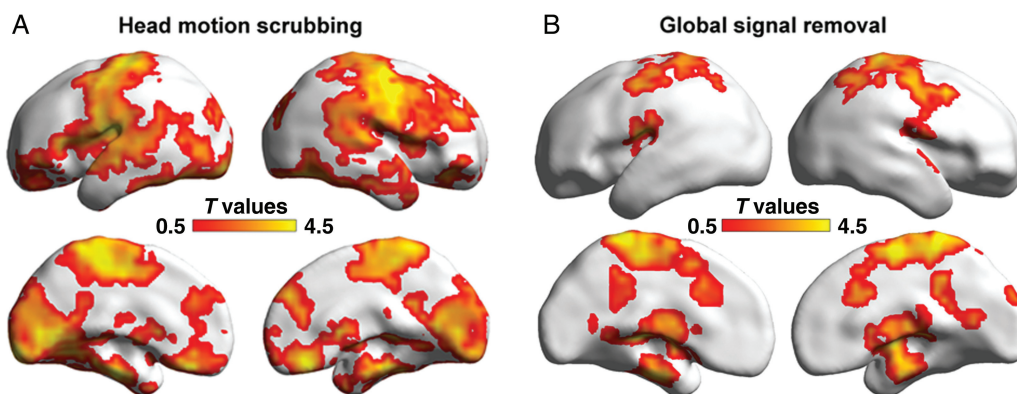 A Head motion scrubbing
T values
0.5 4.5
B Global signal removal
T values
0.5 4.5